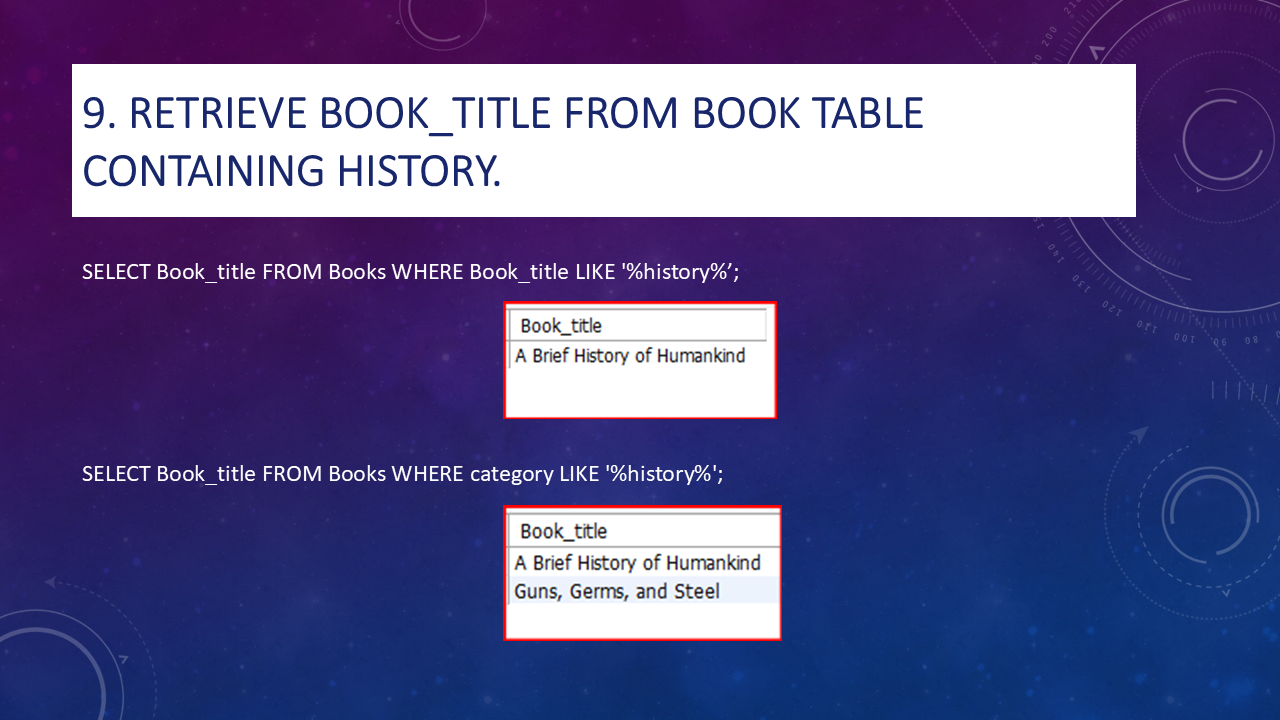 9. RETRIEVE BOOK_TITLE FROM BOOK TABLE
CONTAINING HISTORY.
SELECT Book_title FROM Books WHERE Book_title LIKE '%history%’;
Book_title
A Brief History of Humankind
SELECT Book_title FROM Books WHERE category LIKE '%history%';
Book_title
A Brief History of Humankind
Guns, Germs, and Steel